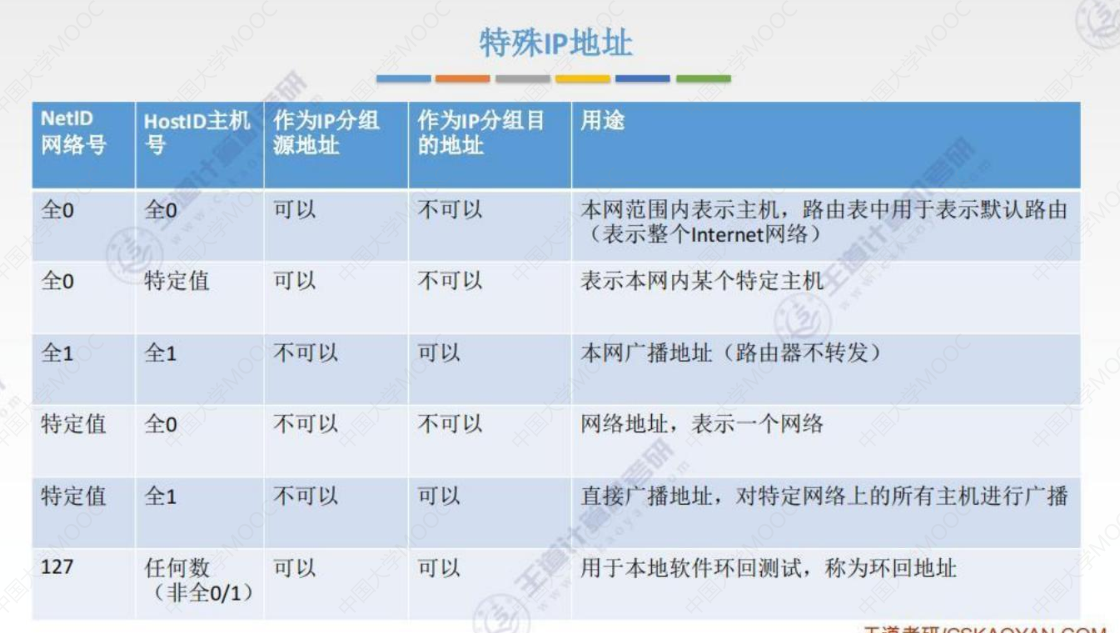 特殊IP地址
NetID
网络号
HostID主机
号
作为IP分组
源地址
作为IP分组目
的地址
用途
全0
全0
可以
不可以
本网范围内表示主机，路由表中用于表示默认路由
（表示整个Internet网络）
全0
特定值
可以
不可以
表示本网内某个特定主机
全1
全1
不可以
可以
本网广播地址（路由器不转发）
特定值
全0
不可以
不可以
网络地址，表示一个网络
特定值
全1
不可以
可以
直接广播地址，对特定网络上的所有主机进行广播
127
任何数
（非全0/1）
可以
可以
用于本地软件环回测试，称为环回地址
王道考研/CSKAOYAN.COM